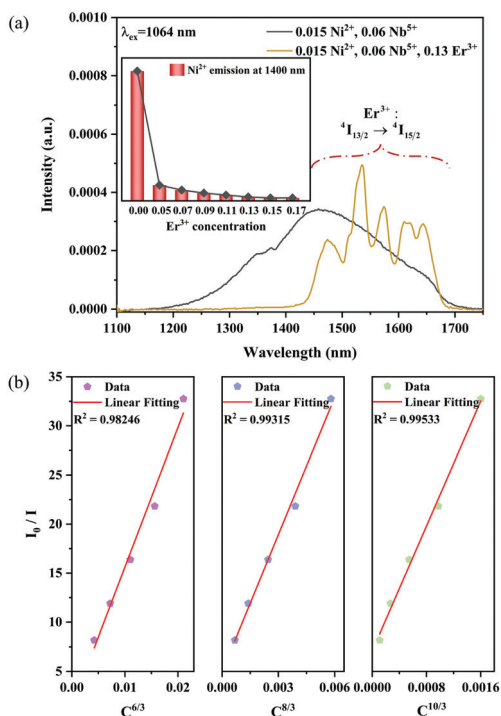 (a)
λex=1064 nm
0.015 Ni²⁺, 0.06 Nb⁵⁺
0.015 Ni²⁺, 0.06 Nb⁵⁺, 0.13 Er³⁺
Ni²⁺ emission at 1400 nm
0.00 0.05 0.07 0.09 0.11 0.13 0.15 0.17
Er³⁺ concentration
Er³⁺ :
⁴I₁₃/₂ → ⁴I₁₅/₂
Intensity (a.u.)
0.0010
0.0008
0.0006
0.0004
0.0002
0.0000
1100 1200 1300 1400 1500 1600 1700
Wavelength (nm)
(b)
I₀ / I
35
30
25
20
15
10
5
Data
Linear Fitting
R² = 0.98246
0.00 0.01 0.02
C⁶/³
Data
Linear Fitting
R² = 0.99315
0.000 0.003 0.006
C⁸/³
Data
Linear Fitting
R² = 0.99533
0.0000 0.0008 0.0016
C¹⁰/³